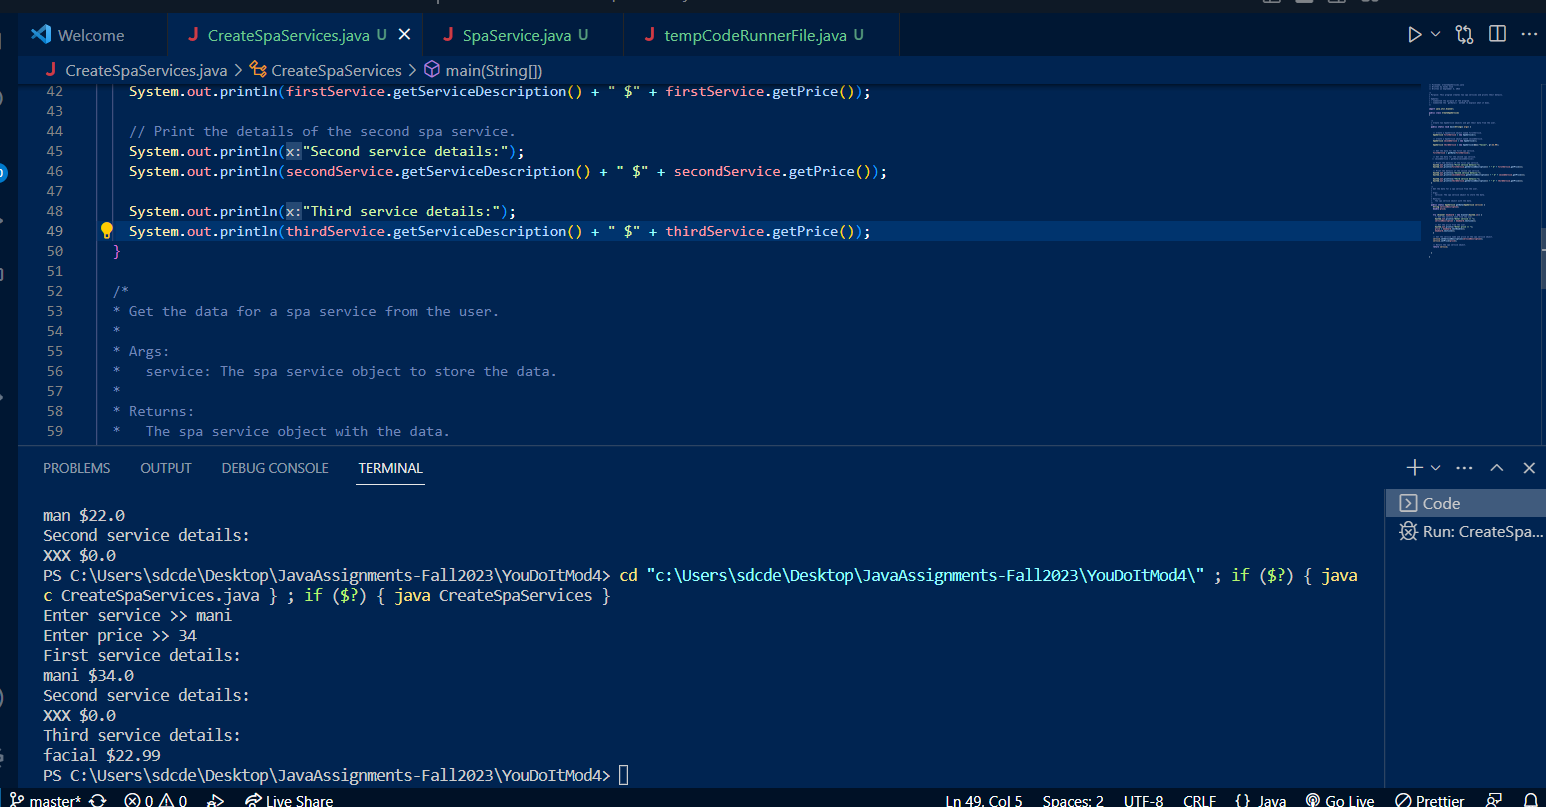 Welcome
CreateSpaServices.java U
SpaService.java U
tempCodeRunnerFile.java U
CreateSpaServices.java > CreateSpaServices > main(String[])
42 System.out.println(firstService.getServiceDescription() + " $" + firstService.getPrice());
43
44 // Print the details of the second spa service.
45 System.out.println(x:"Second service details:");
46 System.out.println(secondService.getServiceDescription() + " $" + secondService.getPrice());
47
48 System.out.println(x:"Third service details:");
49 System.out.println(thirdService.getServiceDescription() + " $" + thirdService.getPrice());
50 }
51
52 /*
53 * Get the data for a spa service from the user.
54 *
55 * Args:
56 *   service: The spa service object to store the data.
57 *
58 * Returns:
59 *   The spa service object with the data.
PROBLEMS OUTPUT DEBUG CONSOLE TERMINAL
Code
Run: CreateSpa...
man $22.0
Second service details:
XXX $0.0
PS C:\Users\sdcde\Desktop\JavaAssignments-Fall2023\YouDoItMod4> cd "c:\Users\sdcde\Desktop\JavaAssignments-Fall2023\YouDoItMod4\" ; if ($?) { java
c CreateSpaServices.java } ; if ($?) { java CreateSpaServices }
Enter service >> mani
Enter price >> 34
First service details:
mani $34.0
Second service details:
XXX $0.0
Third service details:
facial $22.99
PS C:\Users\sdcde\Desktop\JavaAssignments-Fall2023\YouDoItMod4>
master* 0 0 Live Share Ln 49, Col 5 Spaces: 2 UTF-8 CRLF {} Java Go Live Prettier